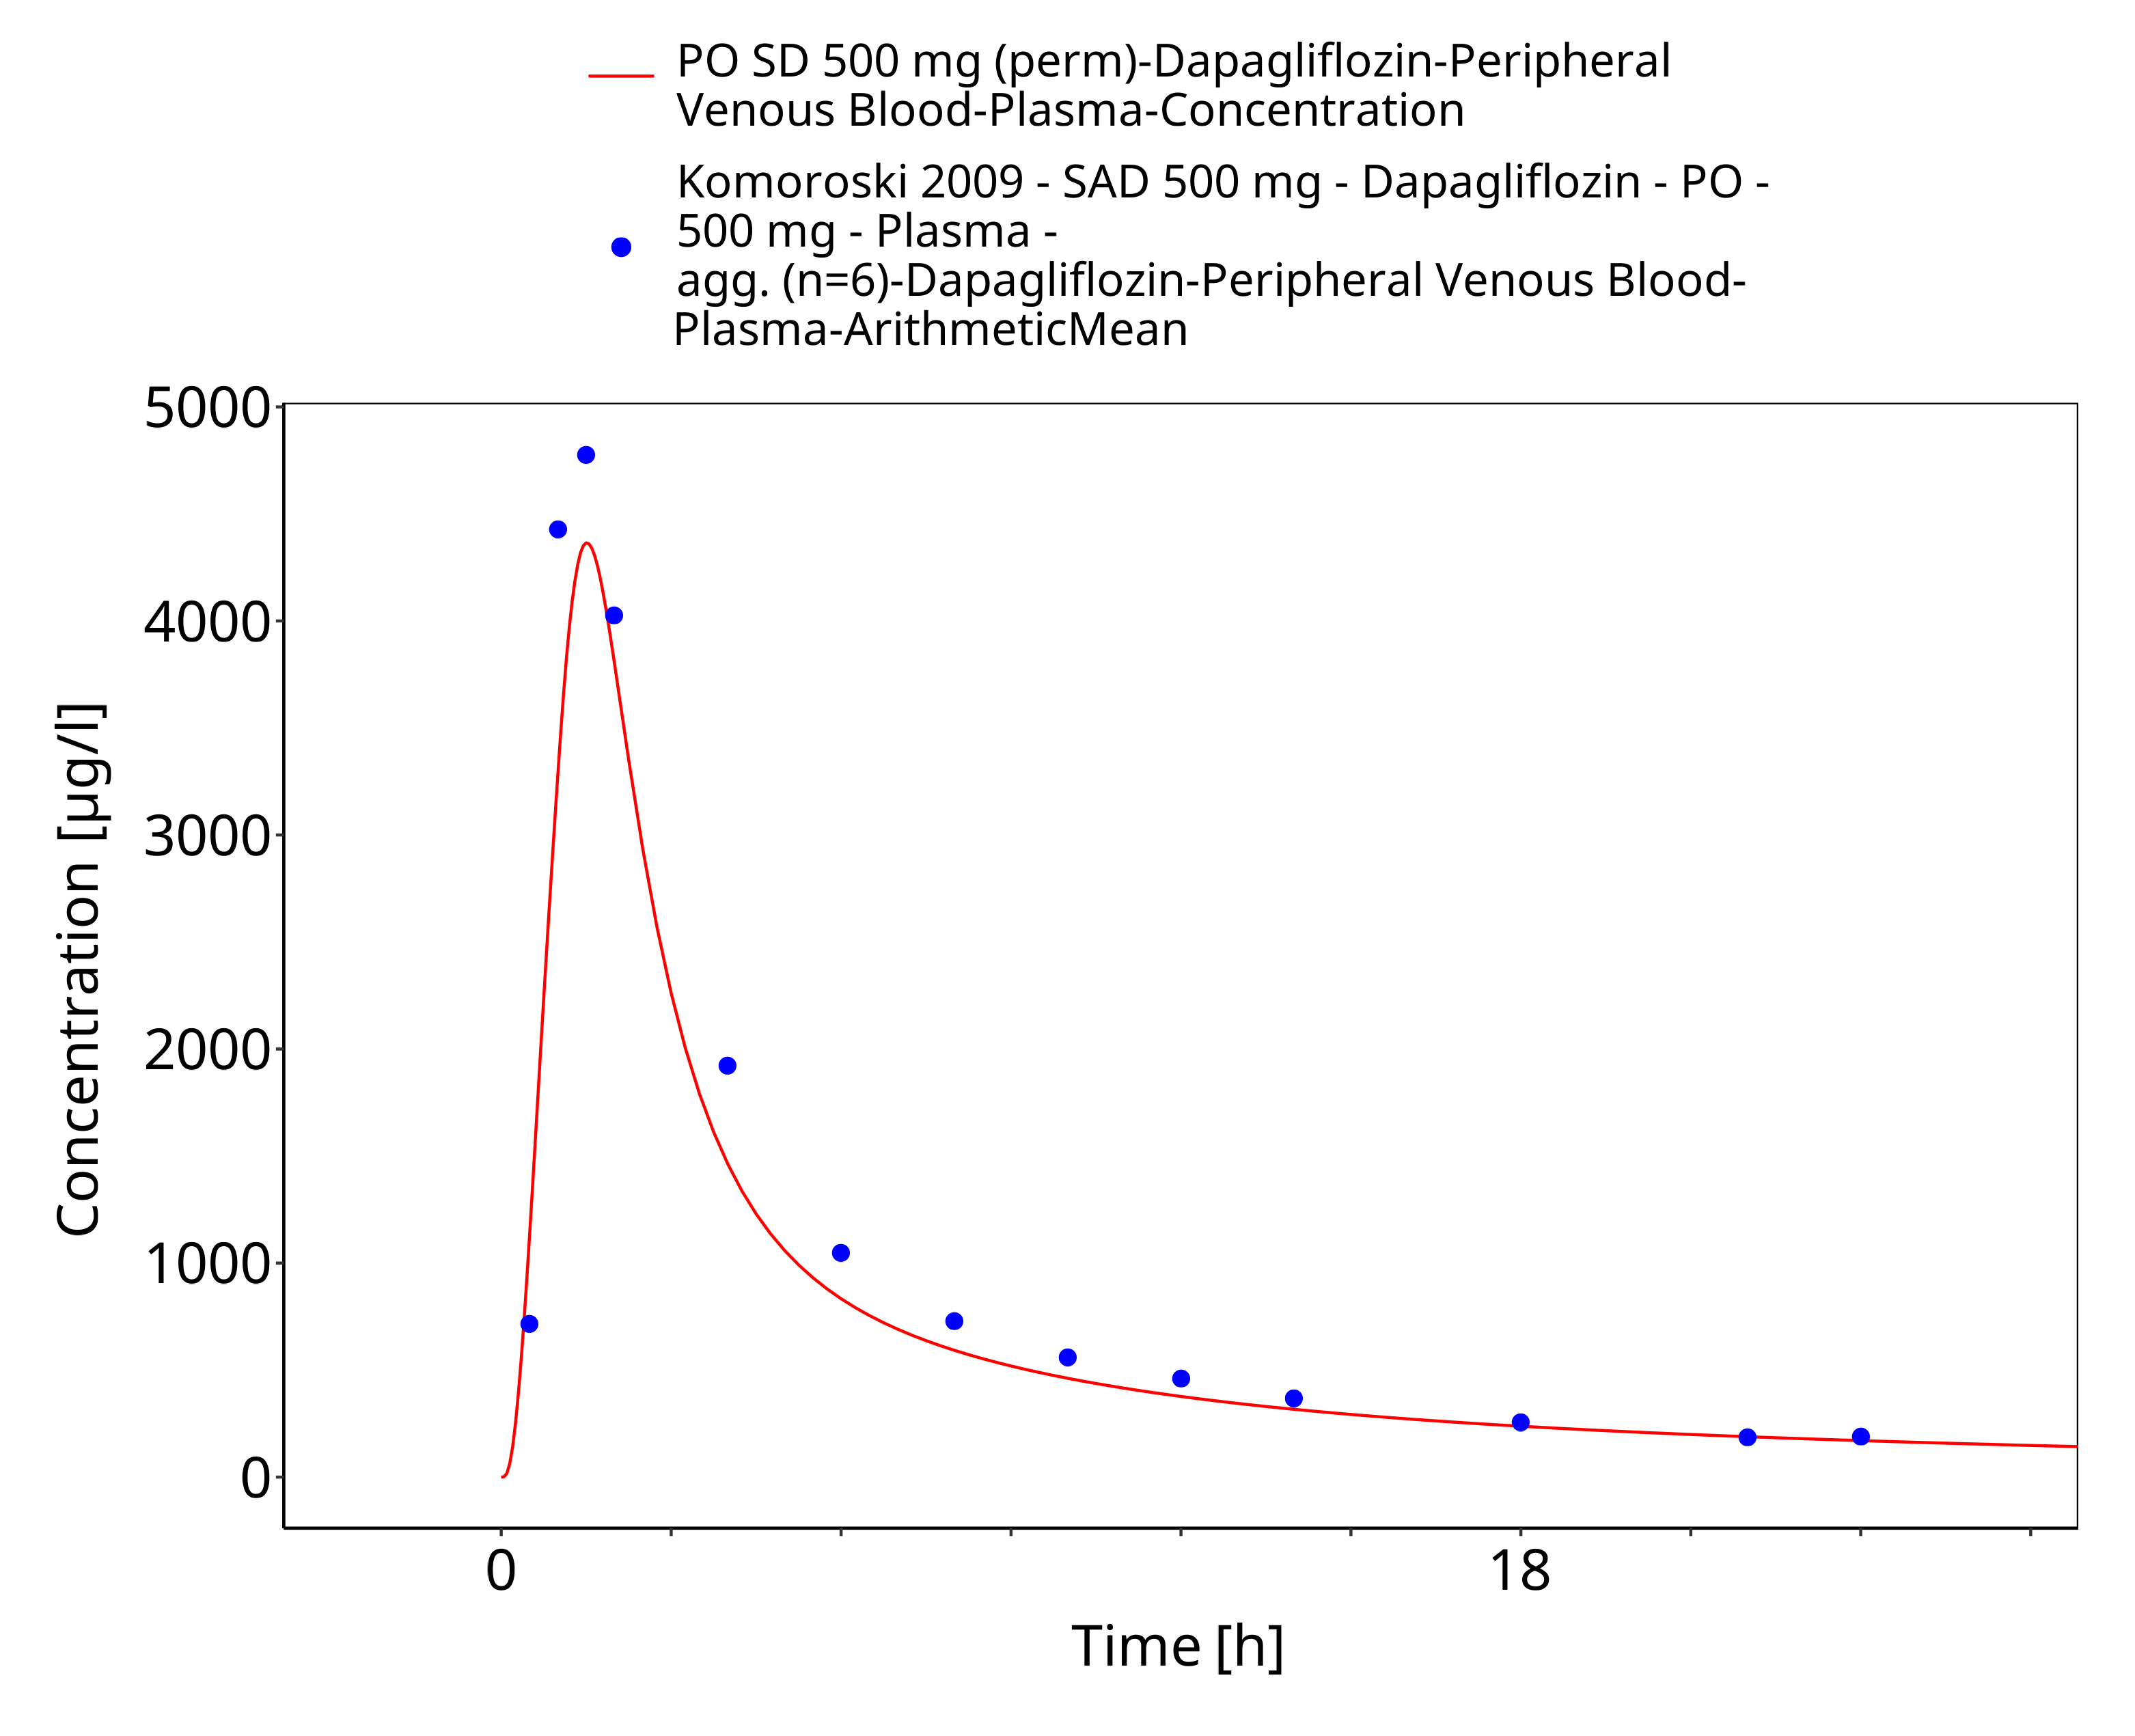 PO SD 500 mg (perm)-Dapagliflozin-Peripheral
Venous Blood-Plasma-Concentration
Komoroski 2009 - SAD 500 mg - Dapagliflozin - PO -
500 mg - Plasma -
agg. (n=6)-Dapagliflozin-Peripheral Venous Blood-
Plasma-ArithmeticMean
5000
4000
3000
2000
1000
0
Concentration [µg/l]
0
18
Time [h]